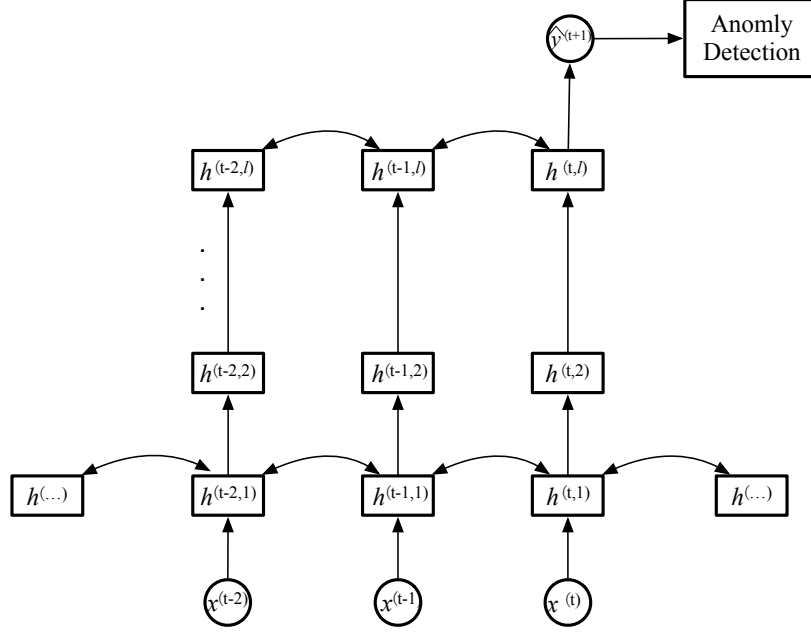 ŷ(t+1)
Anomly
Detection
h(t-2,l) h(t-1,l) h(t,l)
.
.
.
h(t-2,2) h(t-1,2) h(t,2)
h(...) h(t-2,1) h(t-1,1) h(t,1) h(...)
x(t-2) x(t-1 x(t)